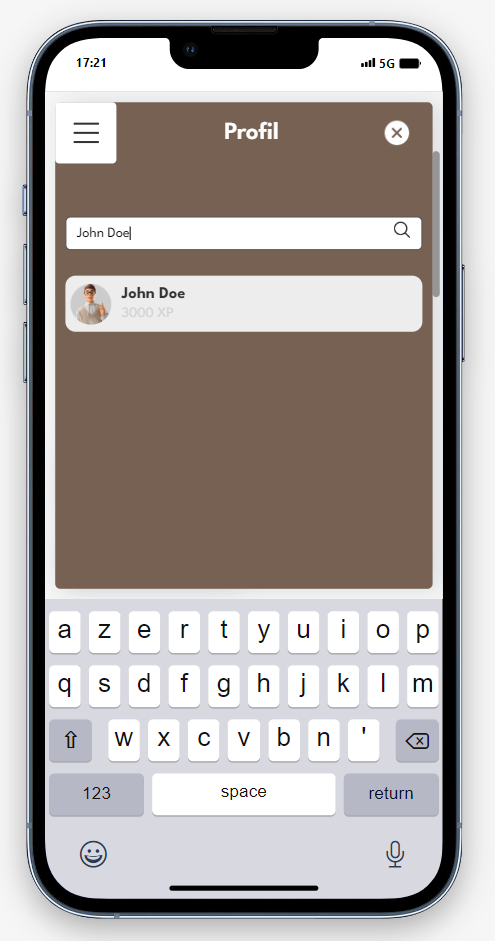 17:21 5G
Profil
John Doe
John Doe
3000 XP
a z e r t y u i o p
q s d f g h j k l m
w x c v b n '
123 space return